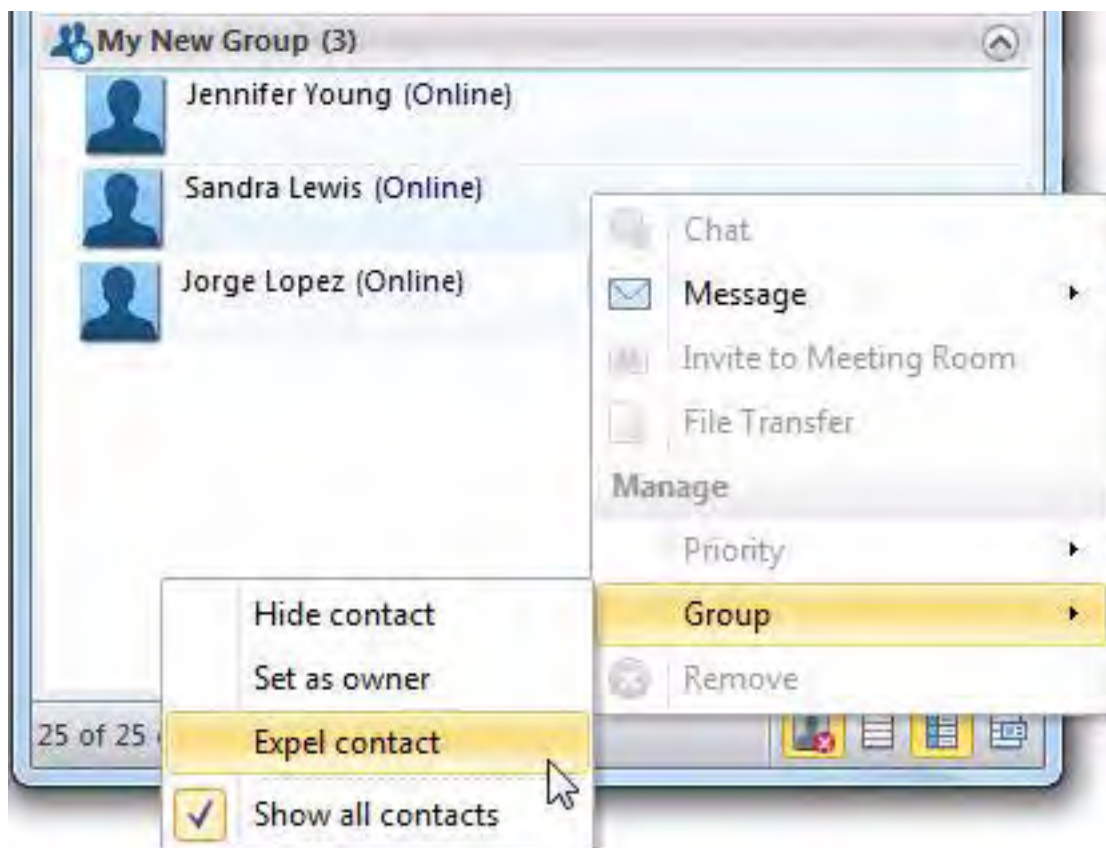 My New Group (3)
Jennifer Young (Online)
Sandra Lewis (Online)
Jorge Lopez (Online)
Chat
Message
Invite to Meeting Room
File Transfer
Manage
Priority
Group
Remove
Hide contact
Set as owner
Expel contact
Show all contacts
25 of 25